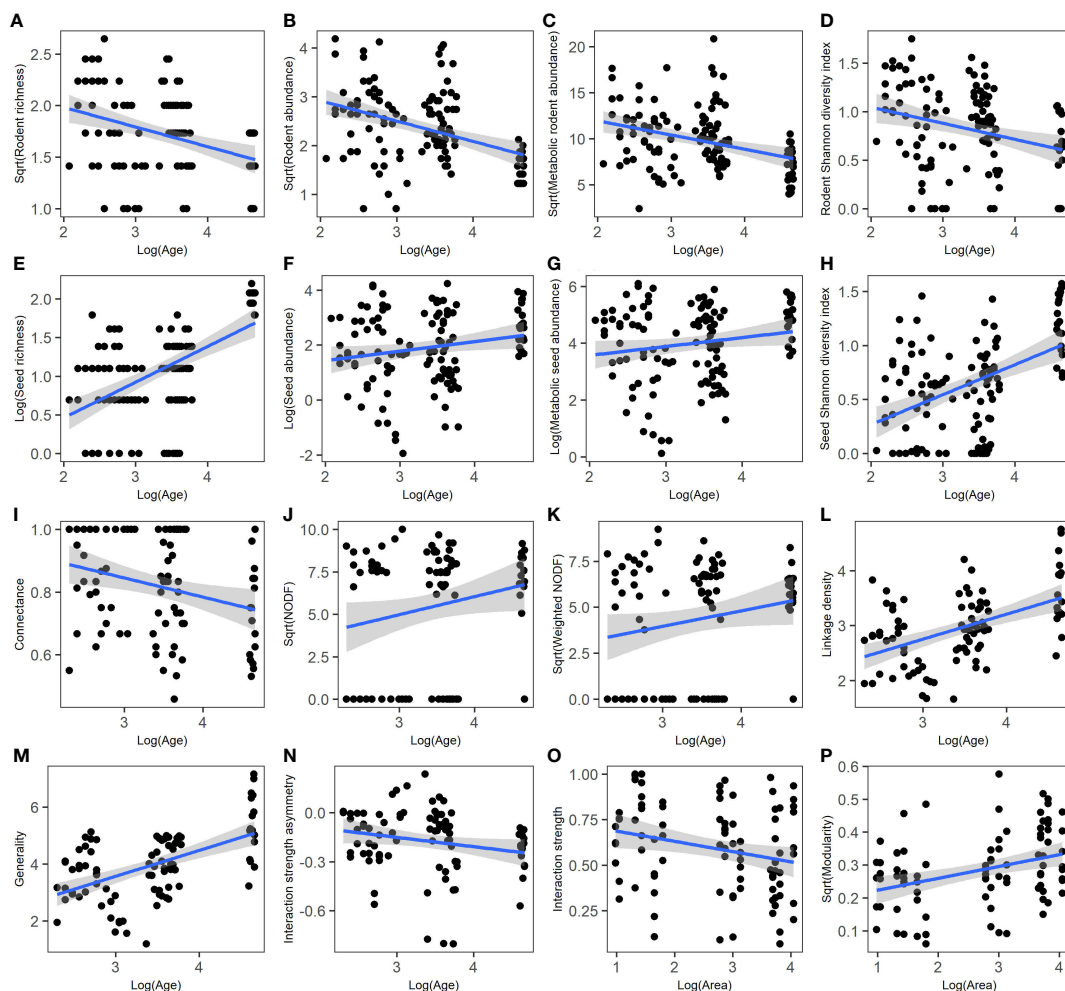 A
Sqrt(Rodent richness)
2.5
2.0
1.5
1.0
2 3 4
Log(Age)
B
Sqrt(Rodent abundance)
4
3
2
1
2 3 4
Log(Age)
C
Sqrt(Metabolic rodent abundance)
20
15
10
5
2 3 4
Log(Age)
D
Rodent Shannon diversity index
1.5
1.0
0.5
0.0
2 3 4
Log(Age)
E
Log(Seed richness)
2.0
1.5
1.0
0.5
0.0
2 3 4
Log(Age)
F
Log(Seed abundance)
4
2
0
-2
2 3 4
Log(Age)
G
Log(Metabolic seed abundance)
6
4
2
0
2 3 4
Log(Age)
H
Seed Shannon diversity index
1.5
1.0
0.5
0.0
2 3 4
Log(Age)
I
Connectance
1.0
0.8
0.6
3 4
Log(Age)
J
Sqrt(NODF)
10.0
7.5
5.0
2.5
0.0
3 4
Log(Age)
K
Sqrt(Weighted NODF)
7.5
5.0
2.5
0.0
3 4
Log(Age)
L
Linkage density
5
4
3
2
3 4
Log(Age)
M
Generality
6
4
2
3 4
Log(Age)
N
Interaction strength asymmetry
0.0
-0.3
-0.6
3 4
Log(Age)
O
Interaction strength
1.00
0.75
0.50
0.25
1 2 3 4
Log(Area)
P
Sqrt(Modularity)
0.6
0.5
0.4
0.3
0.2
0.1
1 2 3 4
Log(Area)